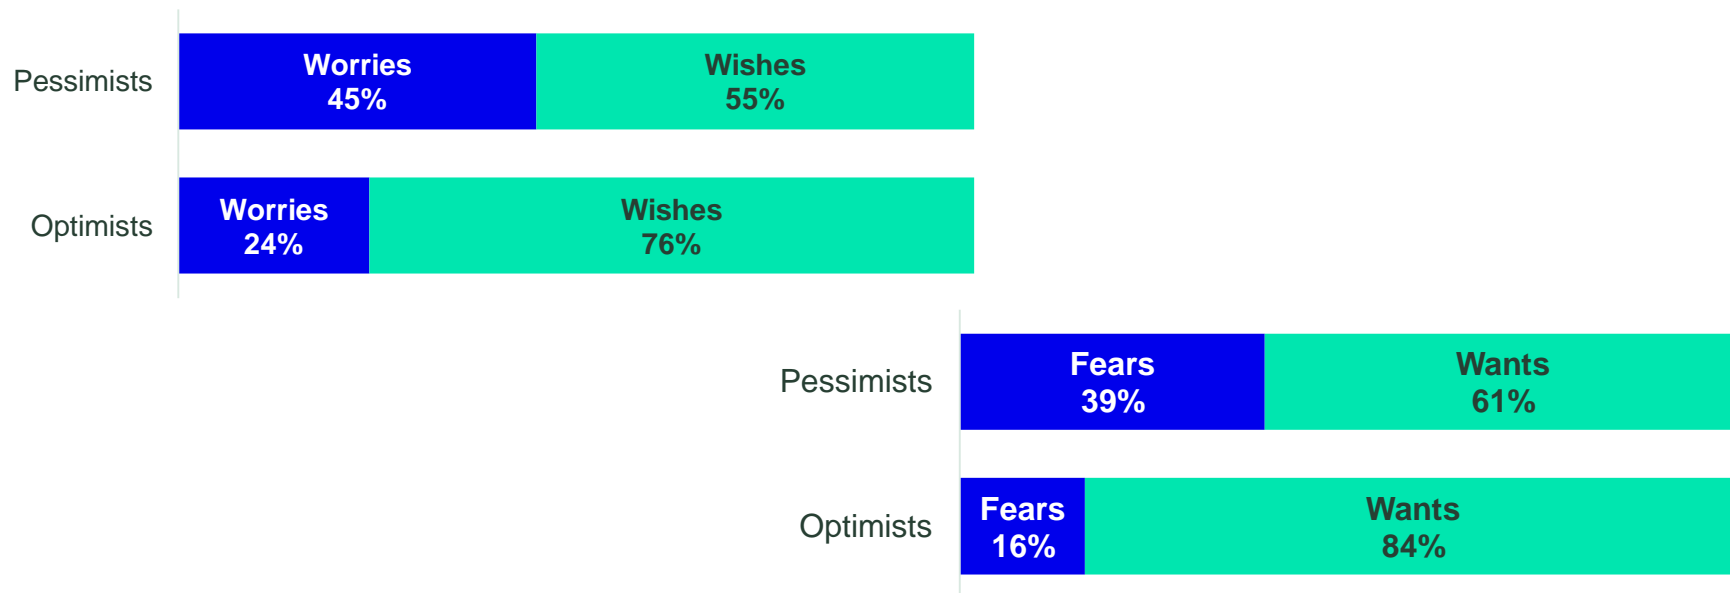 Pessimists
Worries
45%
Wishes
55%
Optimists
Worries
24%
Wishes
76%
Pessimists
Fears
39%
Wants
61%
Optimists
Fears
16%
Wants
84%